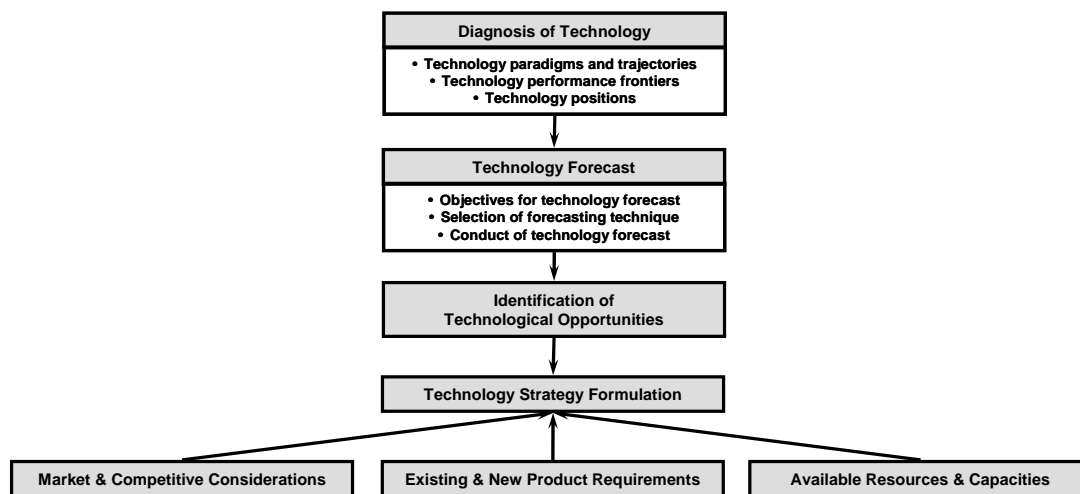 Diagnosis of Technology
• Technology paradigms and trajectories
• Technology performance frontiers
• Technology positions
Technology Forecast
• Objectives for technology forecast
• Selection of forecasting technique
• Conduct of technology forecast
Identification of
Technological Opportunities
Technology Strategy Formulation
Market & Competitive Considerations
Existing & New Product Requirements
Available Resources & Capacities